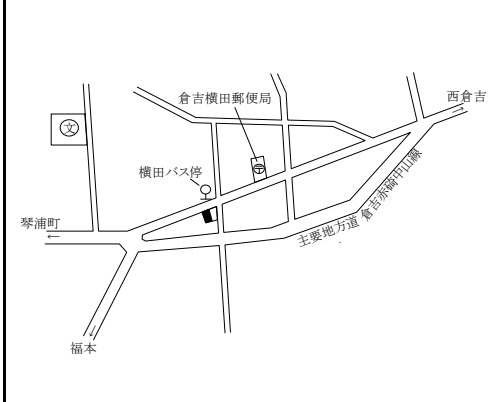 西倉吉
→
倉吉横田郵便局
文
〒
横田バス停
琴浦町
←
主要地方道 倉吉赤碕中山線
福本
←